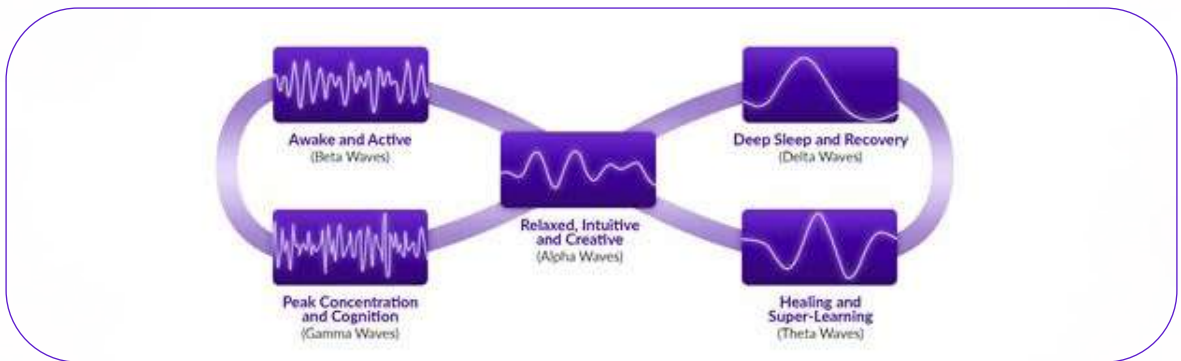 Awake and Active
(Beta Waves)
Deep Sleep and Recovery
(Delta Waves)
Relaxed, Intuitive
and Creative
(Alpha Waves)
Peak Concentration
and Cognition
(Gamma Waves)
Healing and
Super-Learning
(Theta Waves)